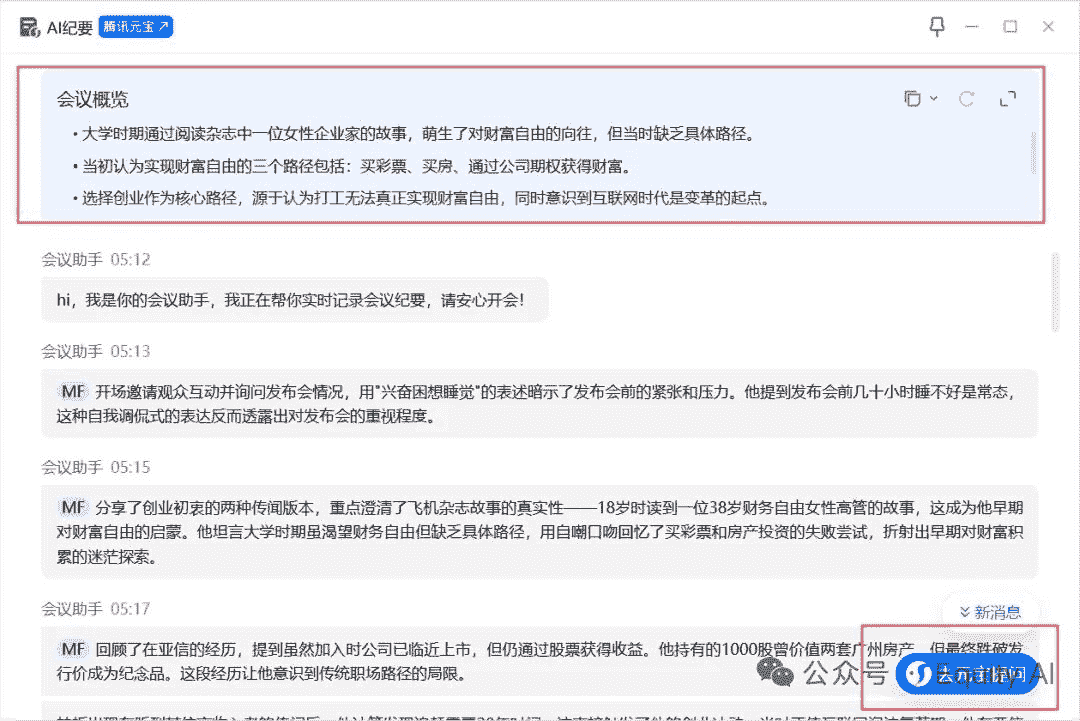 AI纪要 腾讯元宝
会议概览
• 大学时期通过阅读杂志中一位女性企业家的故事，萌生了对财富自由的向往，但当时缺乏具体路径。
• 当初认为实现财富自由的三个路径包括：买彩票、买房、通过公司期权获得财富。
• 选择创业作为核心路径，源于认为打工无法真正实现财富自由，同时意识到互联网时代是变革的起点。
会议助手 05:12
hi，我是你的会议助手，我正在帮你实时记录会议纪要，请安心开会！
会议助手 05:13
MF 开场邀请观众互动并询问发布会情况，用"兴奋困想睡觉"的表述暗示了发布会前的紧张和压力。他提到发布会前几十小时睡不好是常态，
这种自我调侃式的表达反而透露出对发布会的重视程度。
会议助手 05:15
MF 分享了创业初衷的两种传闻版本，重点澄清了飞机杂志故事的真实性——18岁时读到一位38岁财务自由女性高管的故事，这成为他早期
对财富自由的启蒙。他坦言大学时期虽渴望财务自由但缺乏具体路径，用自嘲口吻回忆了买彩票和房产投资的失败尝试，折射出早期对财富积
累的迷茫探索。
会议助手 05:17
新消息
MF 回顾了在亚信的经历，提到虽然加入时公司已临近上市，但仍通过股票获得收益。他持有的1000股曾价值两套广州房产，但最终跌破发
行价成为纪念品。这段经历让他意识到传统职场路径的局限。
去元宝提问
公众号 Equity AI